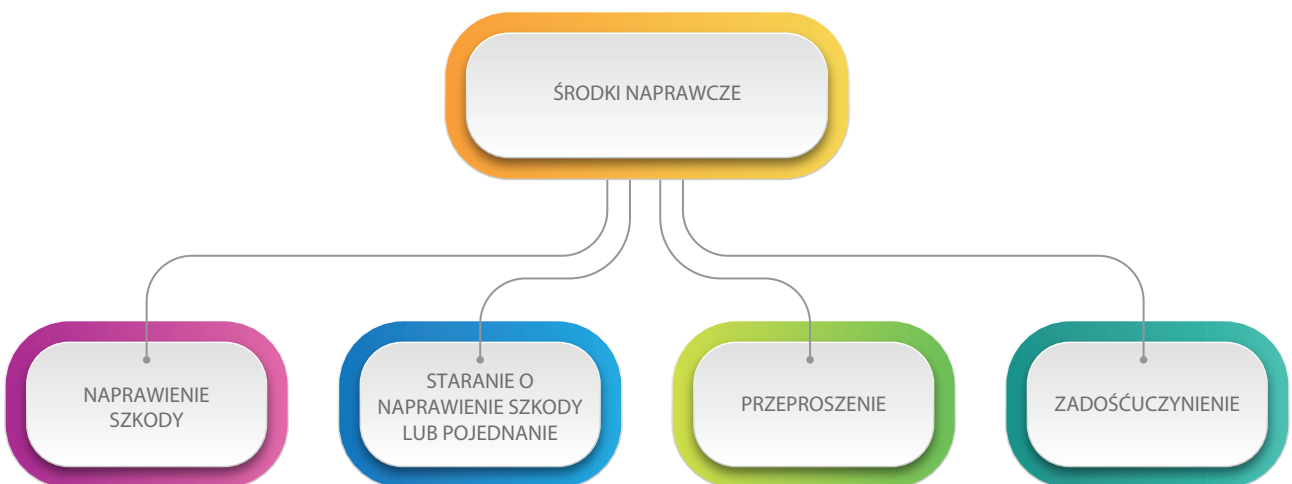 ŚRODKI NAPRAWCZE
NAPRAWIENIE
SZKODY
STARANIE O
NAPRAWIENIE SZKODY
LUB POJEDNANIE
PRZEPROSZENIE
ZADOŚĆUCZYNIENIE